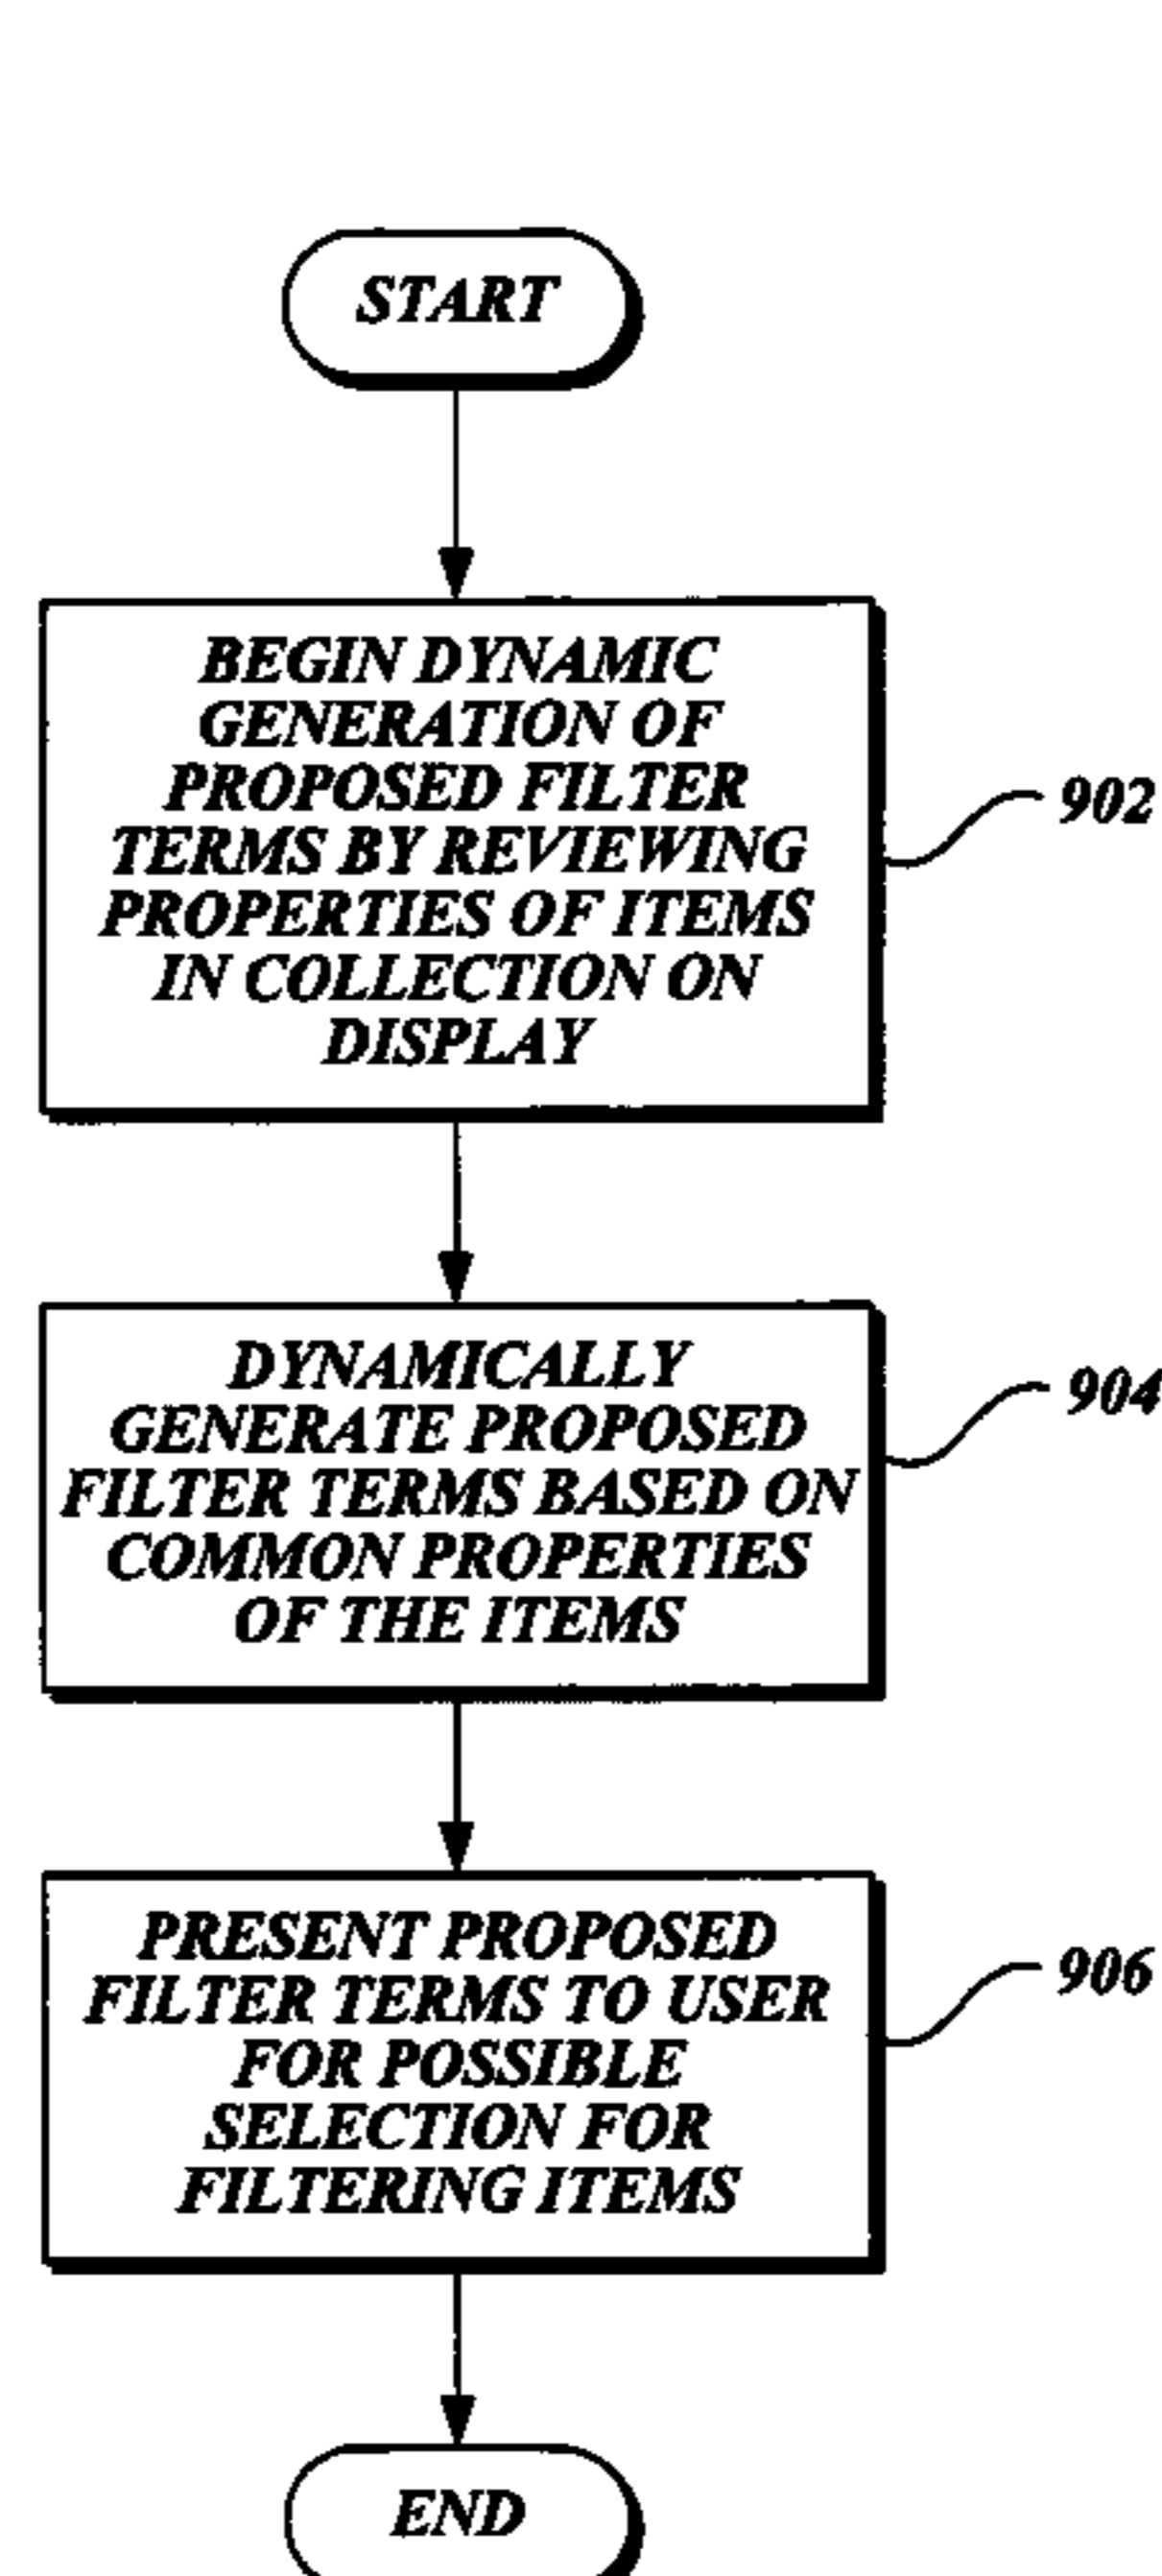 START
BEGIN DYNAMIC
GENERATION OF
PROPOSED FILTER
TERMS BY REVIEWING
PROPERTIES OF ITEMS
IN COLLECTION ON
DISPLAY
902
DYNAMICALLY
GENERATE PROPOSED
FILTER TERMS BASED ON
COMMON PROPERTIES
OF THE ITEMS
904
PRESENT PROPOSED
FILTER TERMS TO USER
FOR POSSIBLE
SELECTION FOR
FILTERING ITEMS
906
END